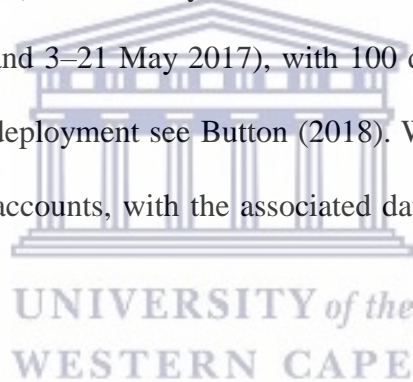 and 3–21 May 2017), with 100
deployment see Button (2018).
accounts, with the associated
UNIVERSITY of the
WESTERN CAPE